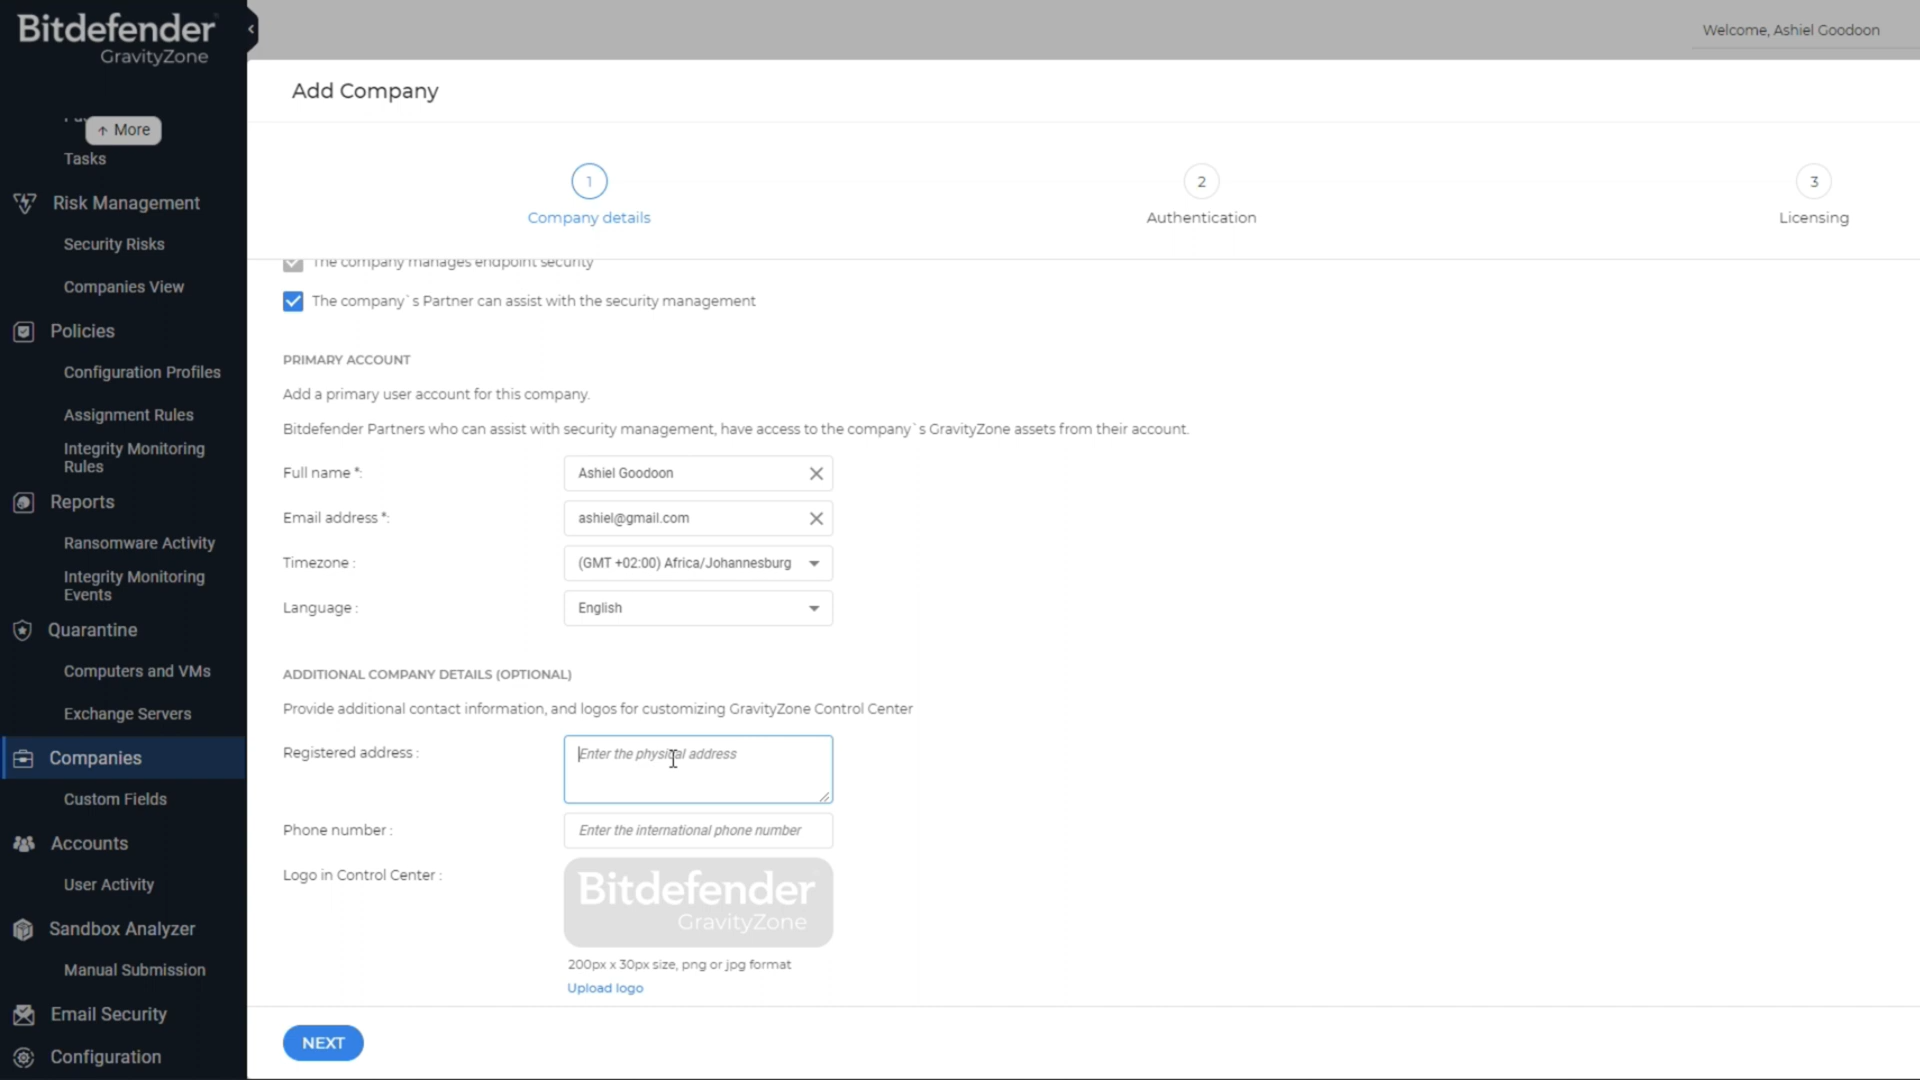 Bitdefender
GravityZone
Welcome, Ashiel Goodoon
Add Company
↑ More
Tasks
Risk Management
Security Risks
Companies View
Policies
Configuration Profiles
Assignment Rules
Integrity Monitoring
Rules
Reports
Ransomware Activity
Integrity Monitoring
Events
Quarantine
Computers and VMs
Exchange Servers
Companies
Custom Fields
Accounts
User Activity
Sandbox Analyzer
Manual Submission
Email Security
Configuration
1
Company details
2
Authentication
3
Licensing
The company manages endpoint security
The company`s Partner can assist with the security management
PRIMARY ACCOUNT
Add a primary user account for this company.
Bitdefender Partners who can assist with security management, have access to the company`s GravityZone assets from their account.
Full name *: Ashiel Goodoon
Email address *: ashiel@gmail.com
Timezone : (GMT +02:00) Africa/Johannesburg
Language : English
ADDITIONAL COMPANY DETAILS (OPTIONAL)
Provide additional contact information, and logos for customizing GravityZone Control Center
Registered address : Enter the physical address
Phone number : Enter the international phone number
Logo in Control Center :
Bitdefender
GravityZone
200px x 30px size, png or jpg format
Upload logo
NEXT